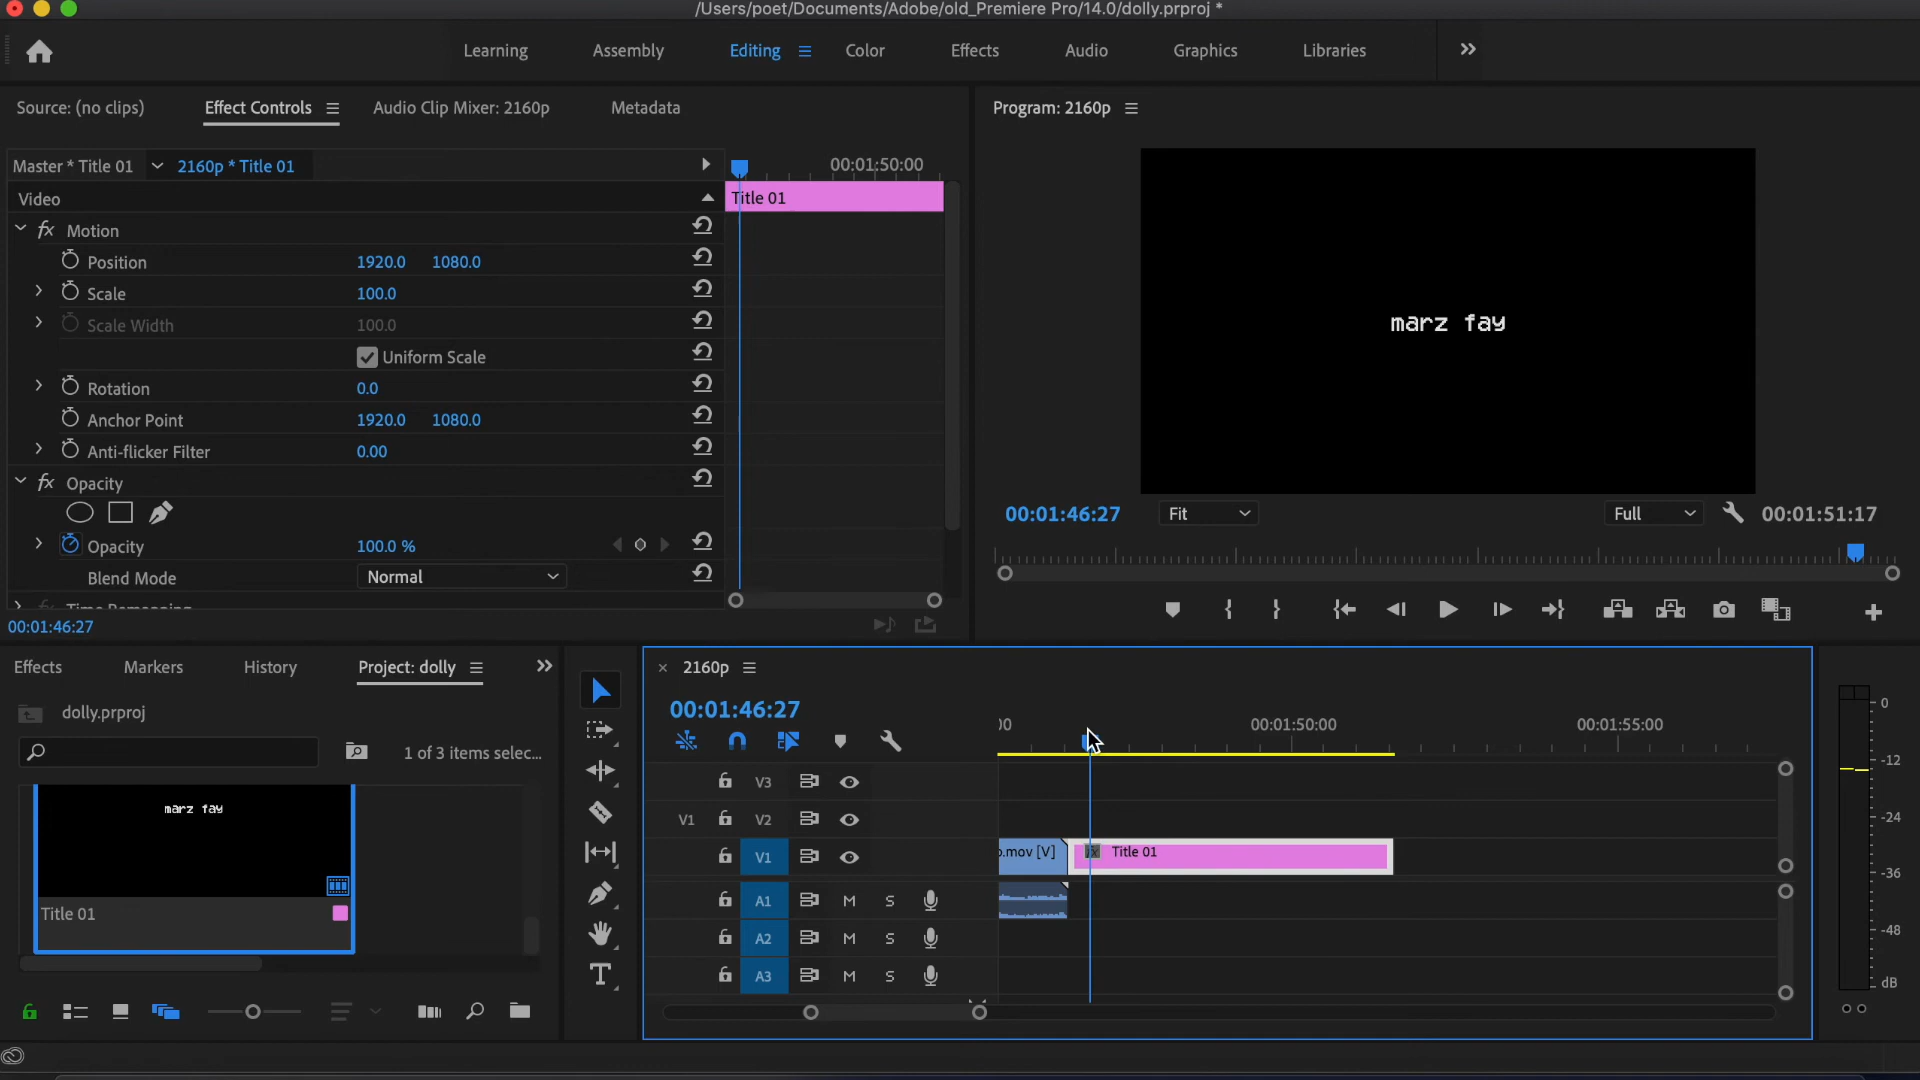 /Users/poet/Documents/Adobe/old_Premiere Pro/14.0/dolly.prproj *
Learning Assembly Editing Color Effects Audio Graphics Libraries
Source: (no clips) Effect Controls Audio Clip Mixer: 2160p Metadata
Program: 2160p
Master * Title 01 2160p * Title 01 00:01:50:00
Video Title 01
fx Motion
Position 1920.0 1080.0
Scale 100.0
Scale Width 100.0
Uniform Scale
Rotation 0.0
Anchor Point 1920.0 1080.0
Anti-flicker Filter 0.00
fx Opacity
Opacity 100.0 %
Blend Mode Normal
00:01:46:27
marz fay
00:01:46:27 Fit Full 00:01:51:17
Effects Markers History Project: dolly
dolly.prproj
1 of 3 items selec...
marz fay
Title 01
2160p
00:01:46:27
00:01:50:00 00:01:55:00
V3
V1 V2
V1 .mov [V] fx Title 01
A1 M S
A2 M S
A3 M S
0
-12
-24
-36
-48
dB